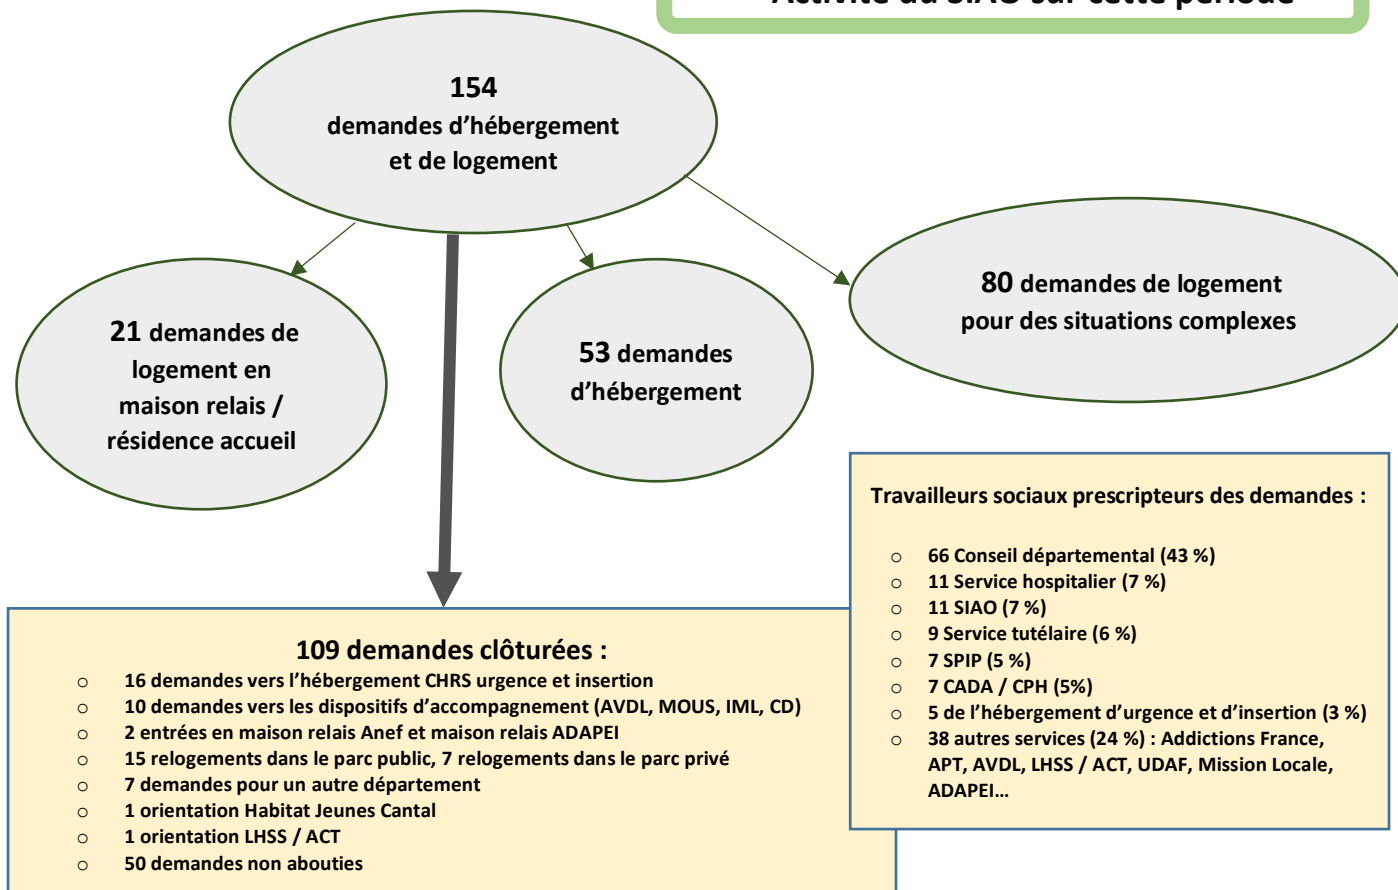 Activité du SIAO sur cette période
154
demandes d’hébergement
et de logement
21 demandes de
logement en
maison relais /
résidence accueil
53 demandes
d’hébergement
80 demandes de logement
pour des situations complexes
Travailleurs sociaux prescripteurs des demandes :
o 66 Conseil départemental (43 %)
o 11 Service hospitalier (7 %)
o 11 SIAO (7 %)
o 9 Service tutélaire (6 %)
o 7 SPIP (5 %)
o 7 CADA / CPH (5%)
o 5 de l’hébergement d’urgence et d’insertion (3 %)
o 38 autres services (24 %) : Addictions France,
APT, AVDL, LHSS / ACT, UDAF, Mission Locale,
ADAPEI…
109 demandes clôturées :
o 16 demandes vers l’hébergement CHRS urgence et insertion
o 10 demandes vers les dispositifs d’accompagnement (AVDL, MOUS, IML, CD)
o 2 entrées en maison relais Anef et maison relais ADAPEI
o 15 relogements dans le parc public, 7 relogements dans le parc privé
o 7 demandes pour un autre département
o 1 orientation Habitat Jeunes Cantal
o 1 orientation LHSS / ACT
o 50 demandes non abouties